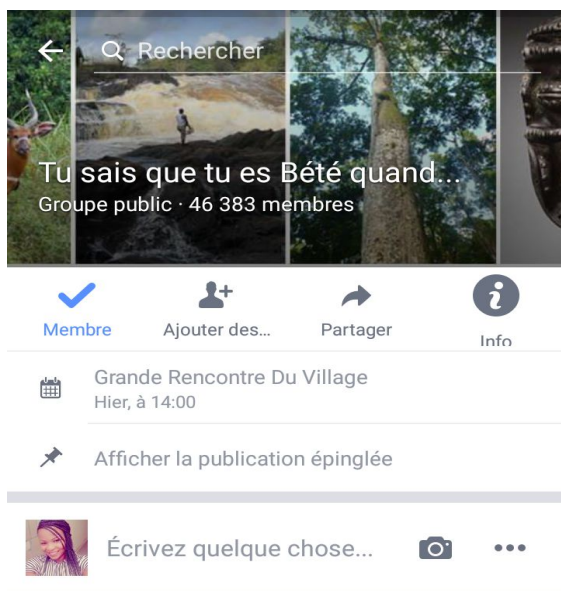 Rechercher
Tu sais que tu es Bété quand...
Groupe public · 46 383 membres
Membre
Ajouter des...
Partager
Info
Grande Rencontre Du Village
Hier, à 14:00
Afficher la publication épinglée
Écrivez quelque chose...